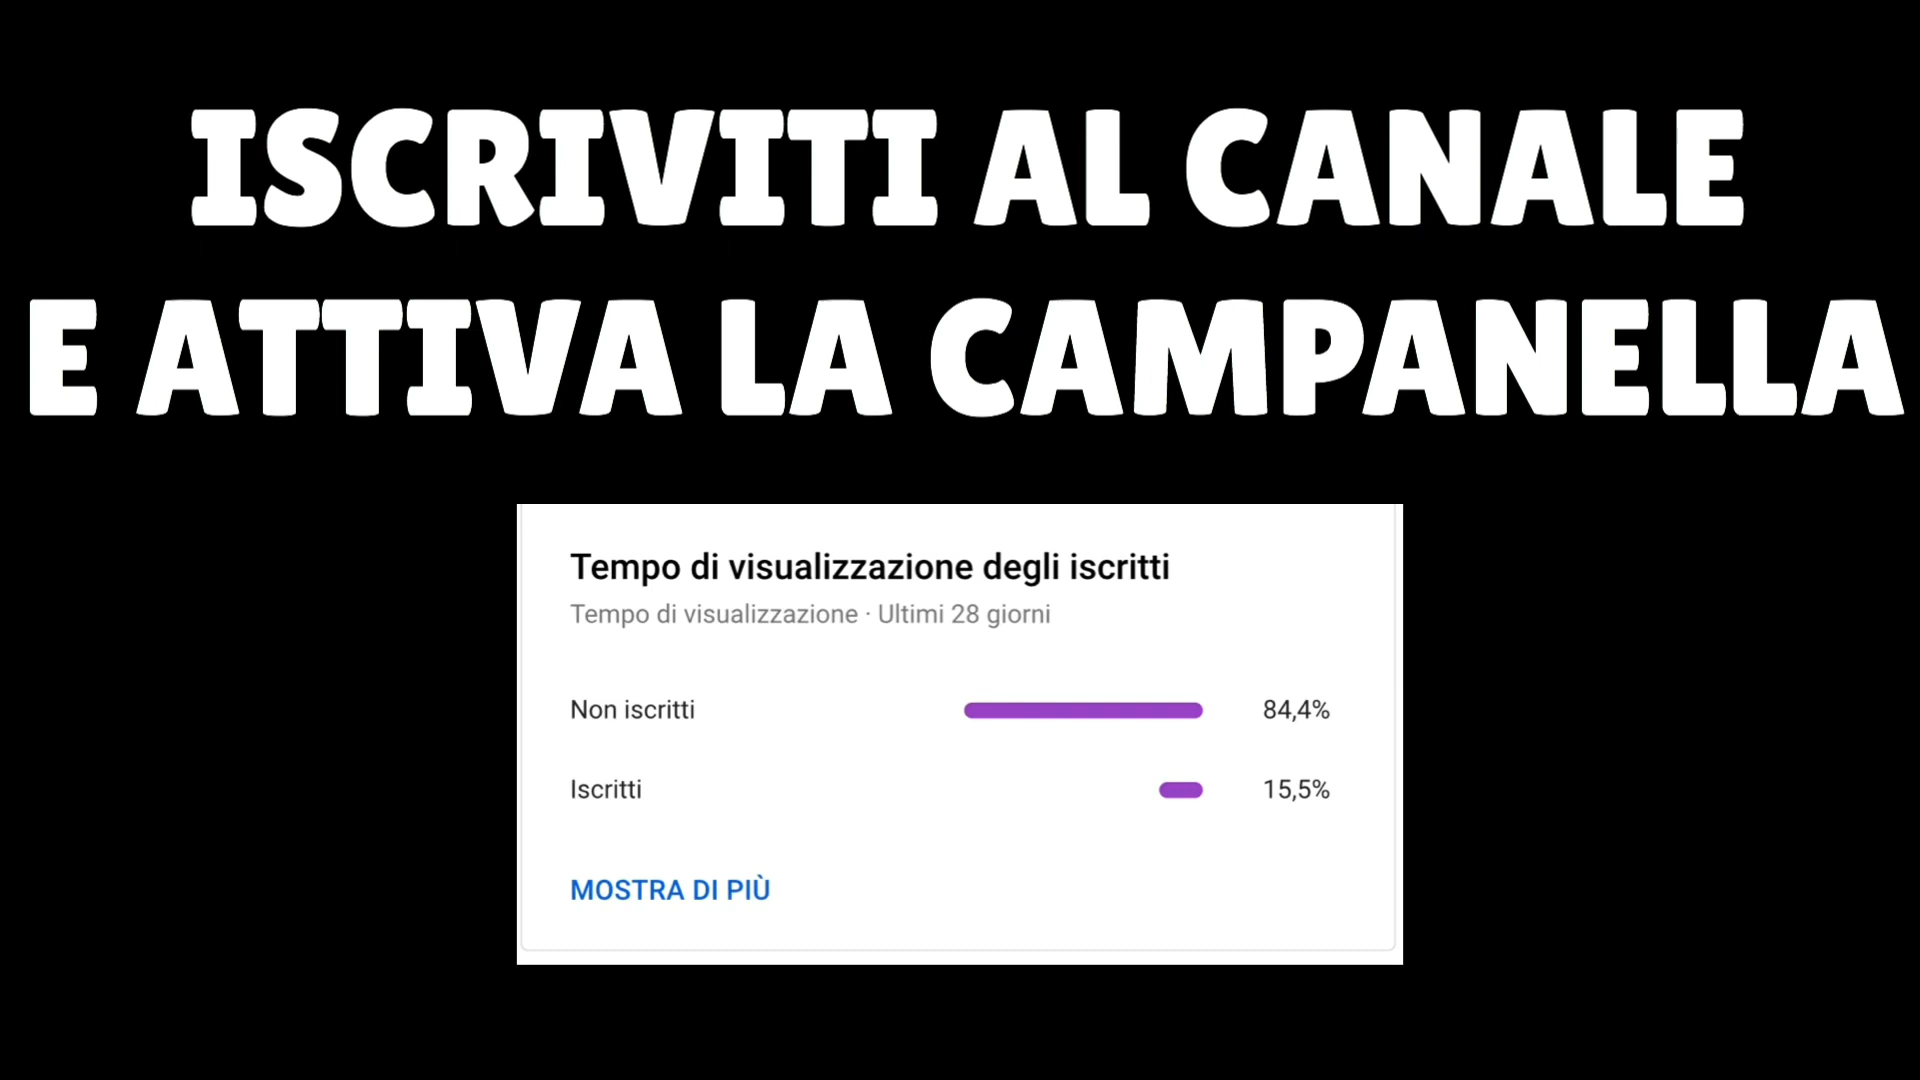 ISCRIVITI AL CANALE
E ATTIVA LA CAMPANELLA
Tempo di visualizzazione degli iscritti
Tempo di visualizzazione · Ultimi 28 giorni
Non iscritti 84,4%
Iscritti 15,5%
MOSTRA DI PIÙ